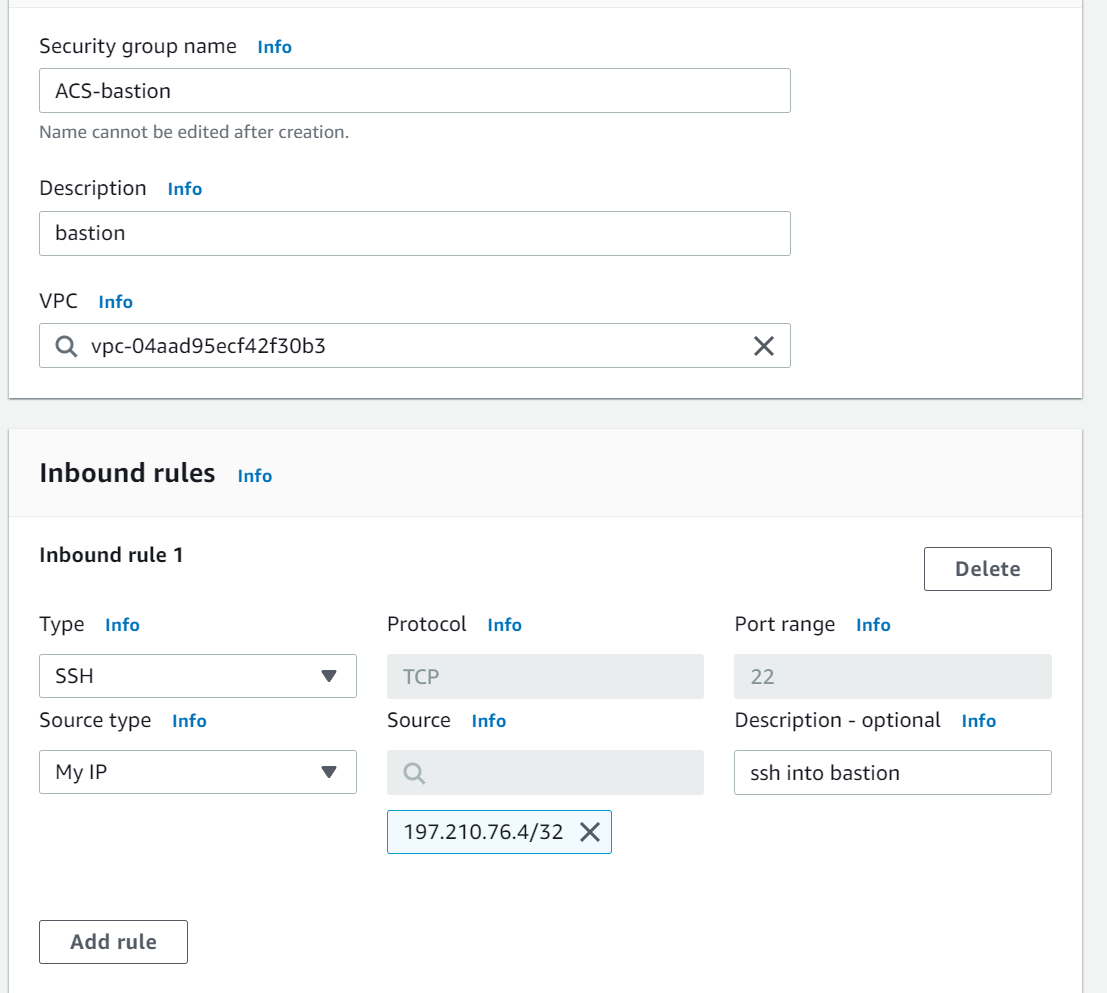 Security group name Info
ACS-bastion
Name cannot be edited after creation.
Description Info
bastion
VPC Info
vpc-04aad95ecf42f30b3
Inbound rules Info
Inbound rule 1
Delete
Type Info Protocol Info Port range Info
SSH TCP 22
Source type Info Source Info Description - optional Info
My IP ssh into bastion
197.210.76.4/32
Add rule